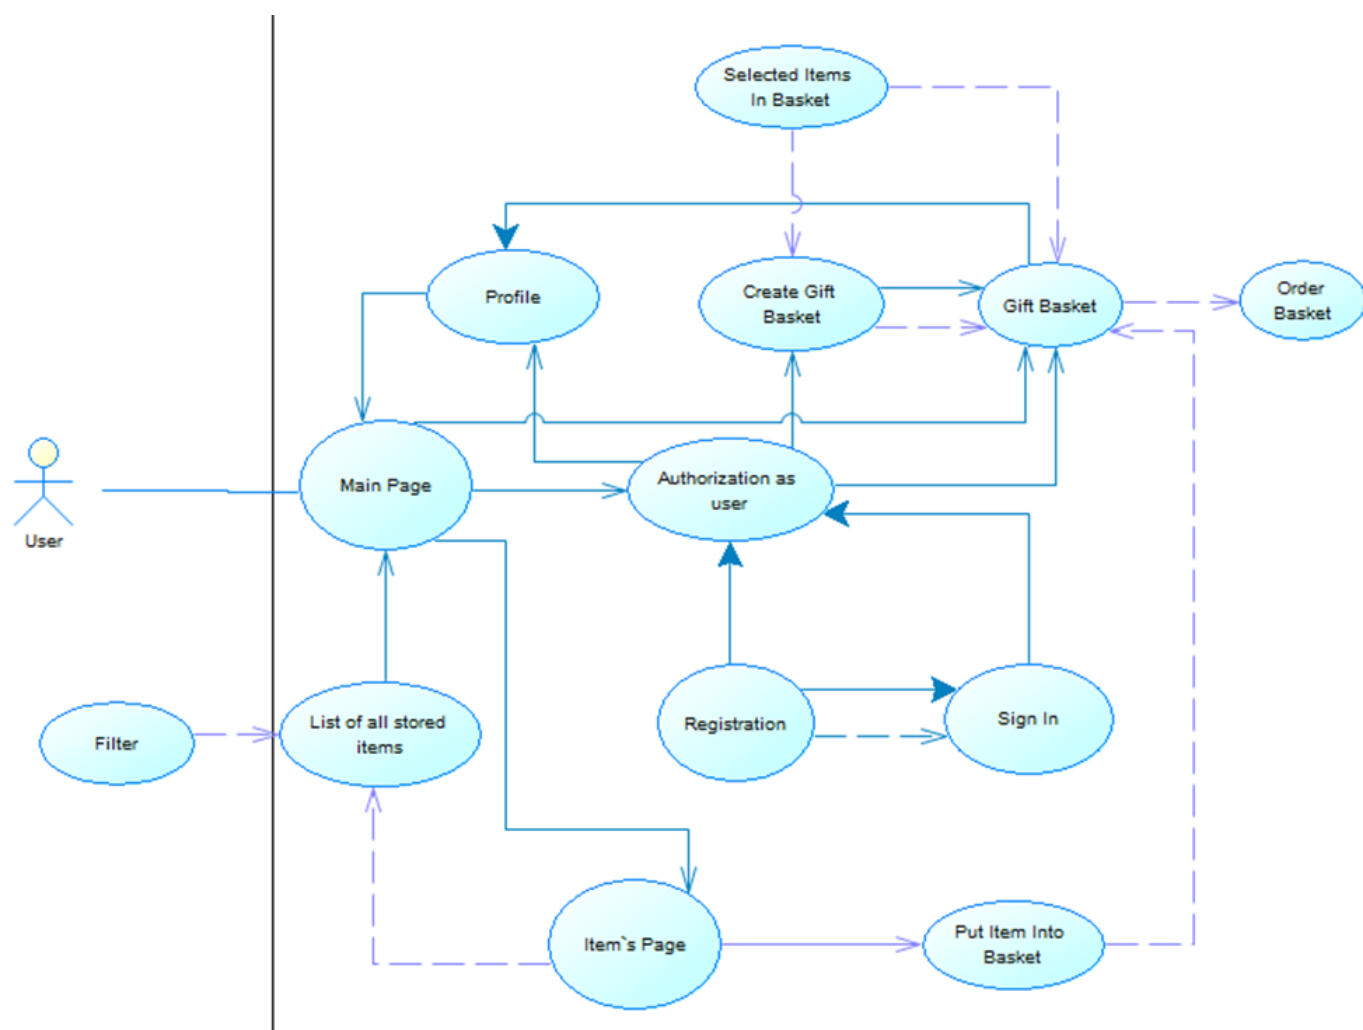 Selected Items
In Basket
Profile
Create Gift
Basket
Gift Basket
Order
Basket
Main Page
Authorization as
user
User
Filter
List of all stored
items
Registration
Sign In
Item`s Page
Put Item Into
Basket